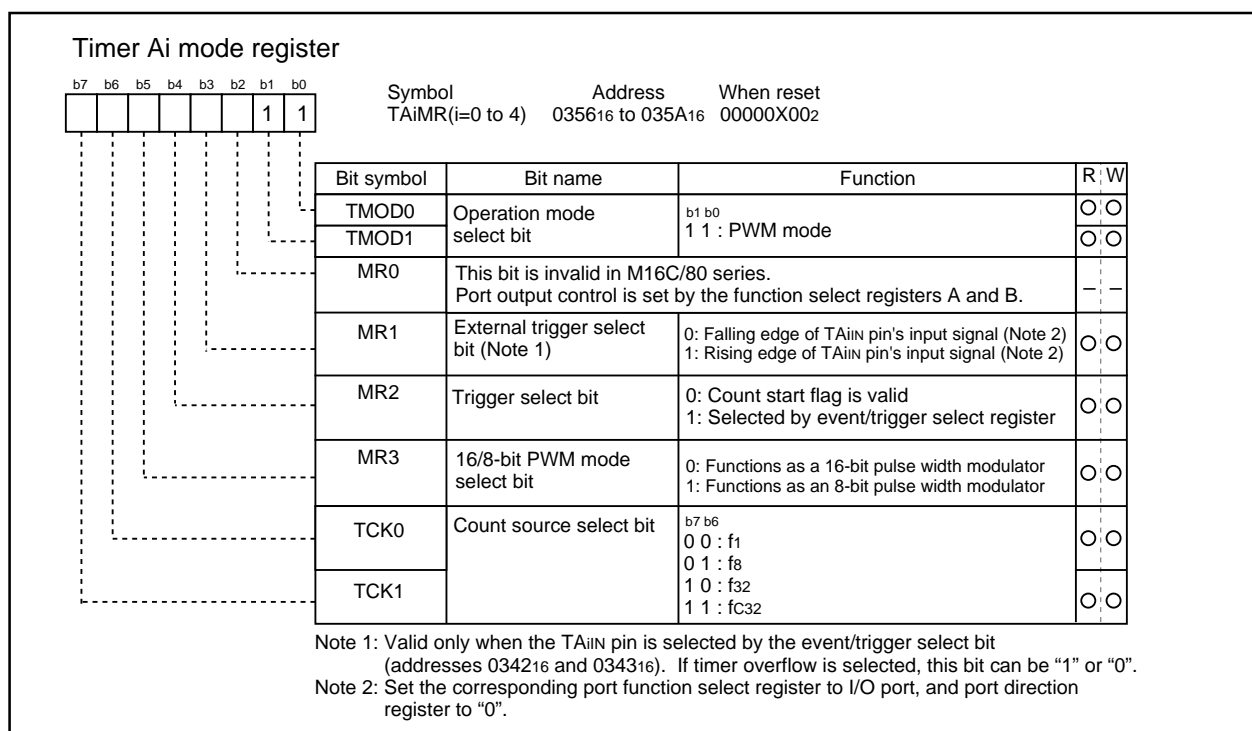 Timer Ai mode register
b7 b6 b5 b4 b3 b2 b1 b0
1 1
Symbol Address When reset
TAiMR(i=0 to 4) 035616 to 035A16 00000X002
Bit symbol Bit name Function R W
TMOD0 Operation mode select bit b1 b0
TMOD1 1 1 : PWM mode
MR0 This bit is invalid in M16C/80 series.
Port output control is set by the function select registers A and B. – –
MR1 External trigger select bit (Note 1) 0: Falling edge of TAiIN pin's input signal (Note 2)
1: Rising edge of TAiIN pin's input signal (Note 2)
MR2 Trigger select bit 0: Count start flag is valid
1: Selected by event/trigger select register
MR3 16/8-bit PWM mode select bit 0: Functions as a 16-bit pulse width modulator
1: Functions as an 8-bit pulse width modulator
TCK0 Count source select bit b7 b6
0 0 : f1
0 1 : f8
TCK1 1 0 : f32
1 1 : fC32
Note 1: Valid only when the TAiIN pin is selected by the event/trigger select bit
(addresses 034216 and 034316). If timer overflow is selected, this bit can be “1” or “0”.
Note 2: Set the corresponding port function select register to I/O port, and port direction
register to “0”.